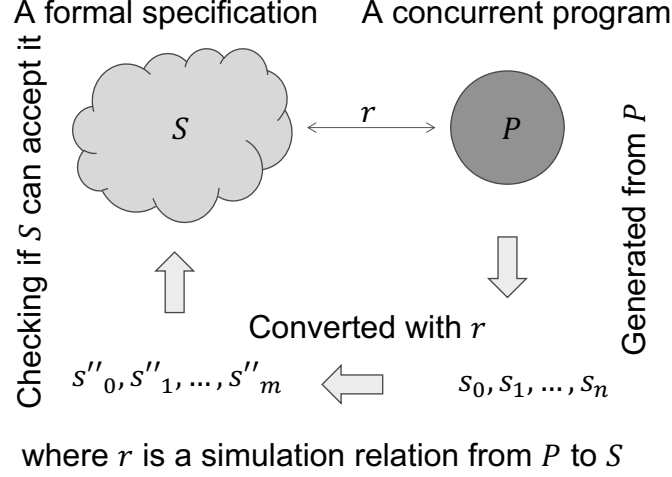 A formal specification
A concurrent program
Checking if S can accept it
S
r
P
Generated from P
Converted with r
s''₀, s''₁, …, s''ₘ
s₀, s₁, …, sₙ
where r is a simulation relation from P to S